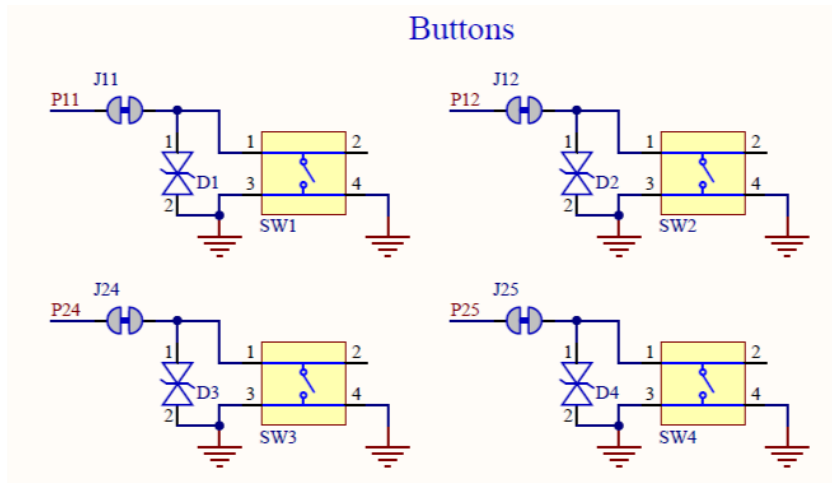 Buttons
J11
J12
P11
P12
1 1 2 1 1 2
D1 3 4 D2 3 4
2 2
SW1 SW2
J24
J25
P24
P25
1 1 2 1 1 2
D3 3 4 D4 3 4
2 2
SW3 SW4